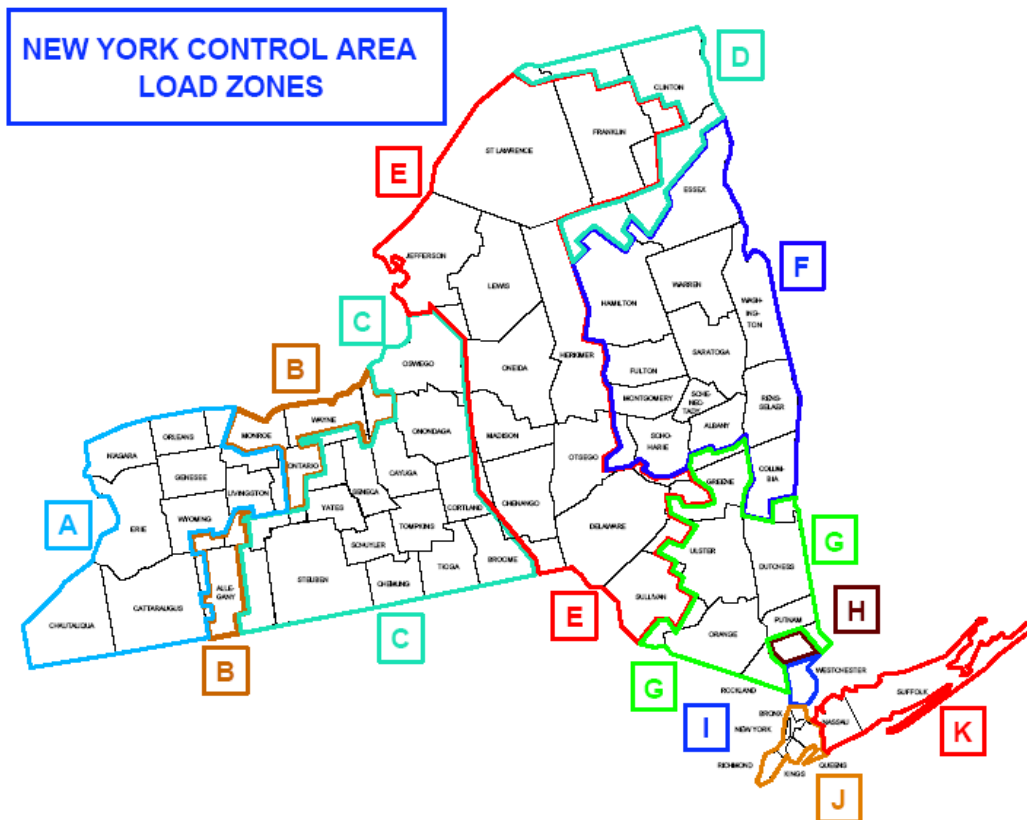 NEW YORK CONTROL AREA
LOAD ZONES
D
CLINTON
FRANKLIN
ST LAWRENCE
E
ESSEX
JEFFERSON
F
LEWIS
WARREN
WASH-
ING-
TON
HAMILTON
C
OSWEGO
ONEIDA
HERKIMER
SARATOGA
B
FULTON
MONTGOMERY
SCHE-
NEC-
TADY
RENS-
SELAER
WAYNE
ORLEANS
MONROE
ONONDAGA
MADISON
ALBANY
SCHO-
HARIE
NIAGARA
OTSEGO
GENESEE
ONTARIO
CAYUGA
COLUM-
BIA
GREENE
LIVINGSTON
SENECA
A
ERIE
WYOMING
YATES
CORTLAND
CHENANGO
DELAWARE
TOMPKINS
G
SCHUYLER
ULSTER
BROOME
TIOGA
DUTCHESS
STEUBEN
CHEMUNG
ALLE-
GANY
SULLIVAN
CATTARAUGUS
CHAUTAUQUA
E
H
PUTNAM
ORANGE
C
B
G
ROCKLAND
WESTCHESTER
SUFFOLK
I
BRONX
NEW YORK
NASSAU
K
RICHMOND
KINGS
QUEENS
J